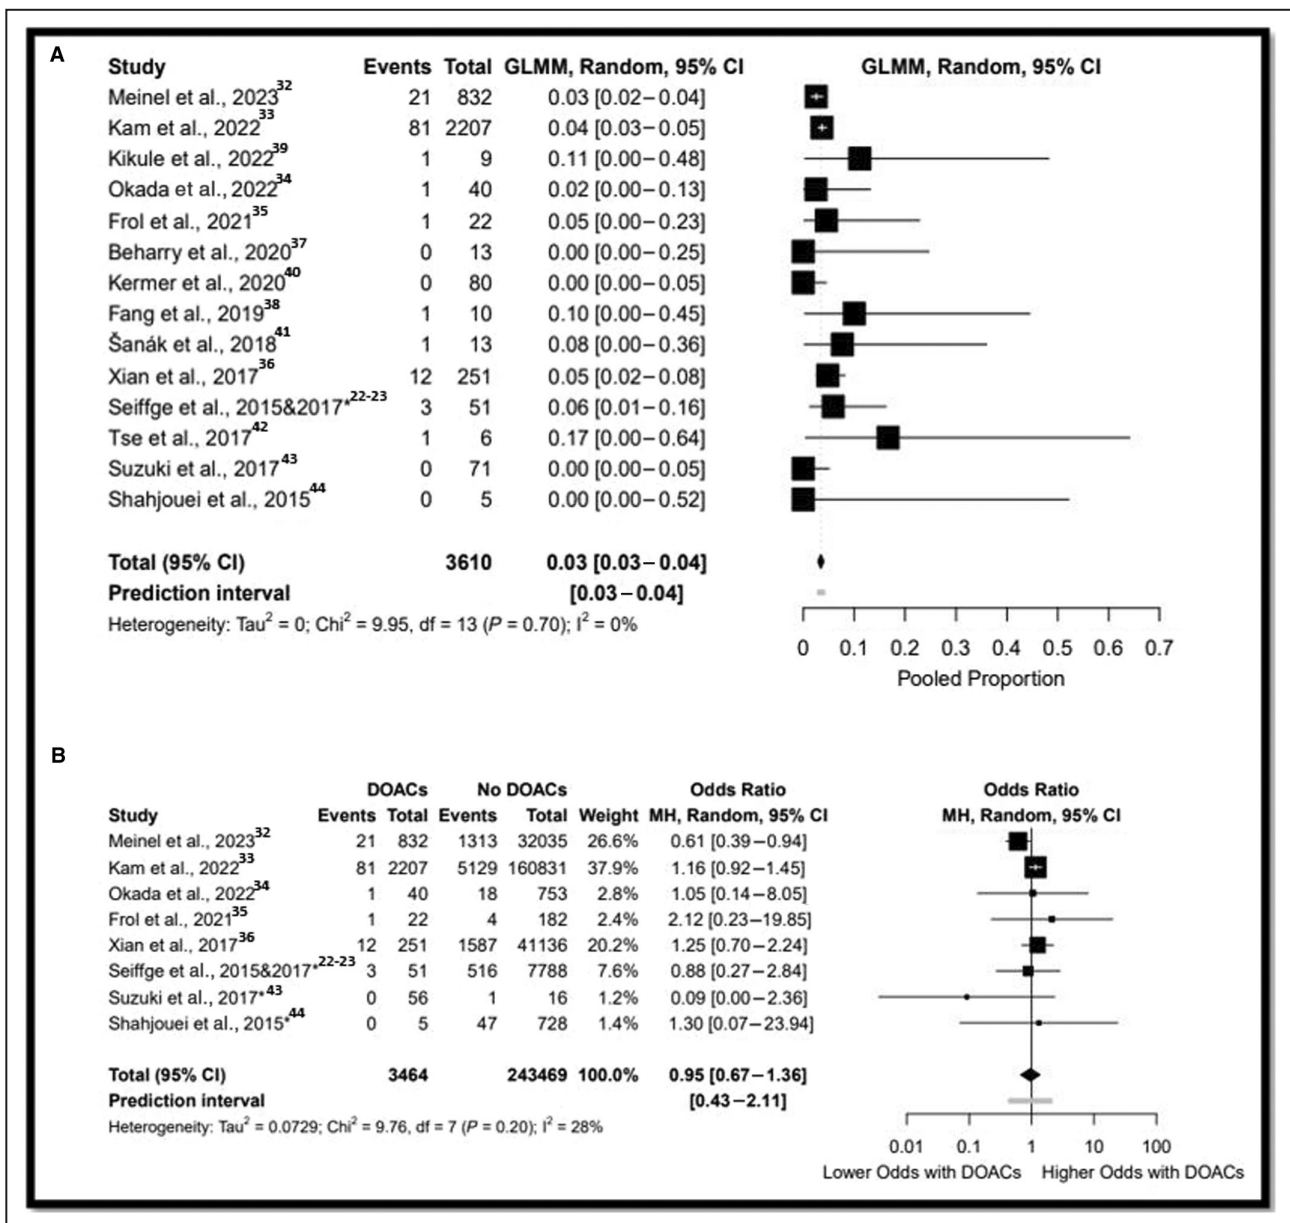 A
Study Events Total GLMM, Random, 95% CI GLMM, Random, 95% CI
Meinel et al., 2023³² 21 832 0.03 [0.02−0.04]
Kam et al., 2022³³ 81 2207 0.04 [0.03−0.05]
Kikule et al., 2022³⁹ 1 9 0.11 [0.00−0.48]
Okada et al., 2022³⁴ 1 40 0.02 [0.00−0.13]
Frol et al., 2021³⁵ 1 22 0.05 [0.00−0.23]
Beharry et al., 2020³⁷ 0 13 0.00 [0.00−0.25]
Kermer et al., 2020⁴⁰ 0 80 0.00 [0.00−0.05]
Fang et al., 2019³⁸ 1 10 0.10 [0.00−0.45]
Šanák et al., 2018⁴¹ 1 13 0.08 [0.00−0.36]
Xian et al., 2017³⁶ 12 251 0.05 [0.02−0.08]
Seiffge et al., 2015&2017*²²⁻²³ 3 51 0.06 [0.01−0.16]
Tse et al., 2017⁴² 1 6 0.17 [0.00−0.64]
Suzuki et al., 2017⁴³ 0 71 0.00 [0.00−0.05]
Shahjouei et al., 2015⁴⁴ 0 5 0.00 [0.00−0.52]
Total (95% CI) 3610 0.03 [0.03−0.04]
Prediction interval [0.03−0.04]
Heterogeneity: Tau² = 0; Chi² = 9.95, df = 13 (P = 0.70); I² = 0%
0 0.1 0.2 0.3 0.4 0.5 0.6 0.7
Pooled Proportion
B
DOACs No DOACs Odds Ratio Odds Ratio
Study Events Total Events Total Weight MH, Random, 95% CI MH, Random, 95% CI
Meinel et al., 2023³² 21 832 1313 32035 26.6% 0.61 [0.39−0.94]
Kam et al., 2022³³ 81 2207 5129 160831 37.9% 1.16 [0.92−1.45]
Okada et al., 2022³⁴ 1 40 18 753 2.8% 1.05 [0.14−8.05]
Frol et al., 2021³⁵ 1 22 4 182 2.4% 2.12 [0.23−19.85]
Xian et al., 2017³⁶ 12 251 1587 41136 20.2% 1.25 [0.70−2.24]
Seiffge et al., 2015&2017*²²⁻²³ 3 51 516 7788 7.6% 0.88 [0.27−2.84]
Suzuki et al., 2017*⁴³ 0 56 1 16 1.2% 0.09 [0.00−2.36]
Shahjouei et al., 2015*⁴⁴ 0 5 47 728 1.4% 1.30 [0.07−23.94]
Total (95% CI) 3464 243469 100.0% 0.95 [0.67−1.36]
Prediction interval [0.43−2.11]
Heterogeneity: Tau² = 0.0729; Chi² = 9.76, df = 7 (P = 0.20); I² = 28%
0.01 0.1 1 10 100
Lower Odds with DOACs Higher Odds with DOACs